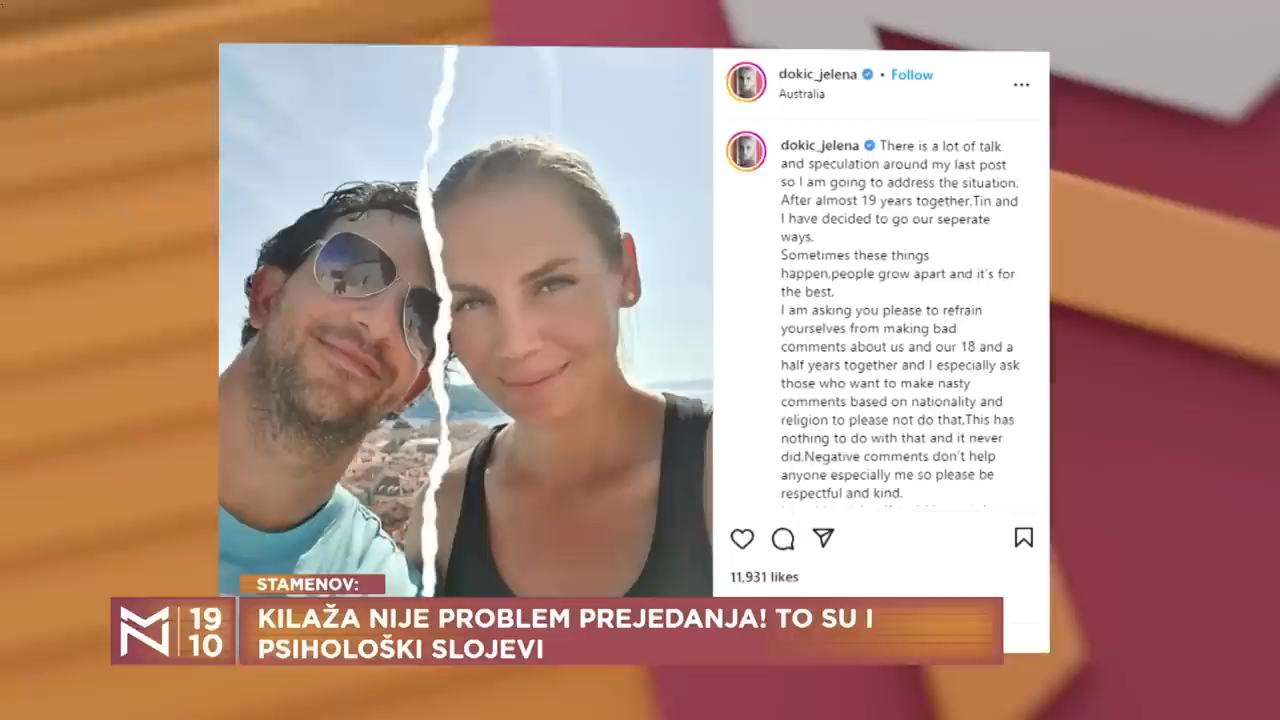 dokic_jelena • Follow
Australia
dokic_jelena There is a lot of talk
and speculation around my last post
so I am going to address the situation.
After almost 19 years together.Tin and
I have decided to go our seperate
ways.
Sometimes these things
happen,people grow apart and it's for
the best.
I am asking you please to refrain
yourselves from making bad
comments about us and our 18 and a
half years together and I especially ask
those who want to make nasty
comments based on nationality and
religion to please not do that.This has
nothing to do with that and it never
did.Negative comments don't help
anyone especially me so please be
respectful and kind.
11,931 likes
STAMENOV:
19
10
KILAŽA NIJE PROBLEM PREJEDANJA! TO SU I
PSIHOLOŠKI SLOJEVI